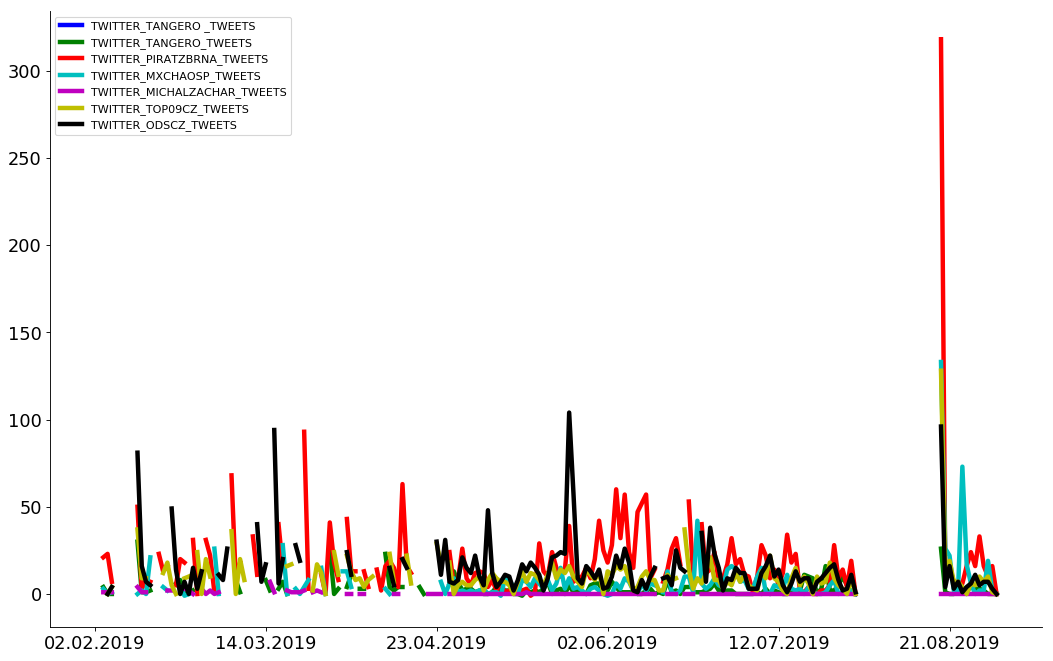 TWITTER_TANGERO _TWEETS
TWITTER_TANGERO_TWEETS
TWITTER_PIRATZBRNA_TWEETS
TWITTER_MXCHAOSP_TWEETS
TWITTER_MICHALZACHAR_TWEETS
TWITTER_TOP09CZ_TWEETS
TWITTER_ODSCZ_TWEETS
300
250
200
150
100
50
0
02.02.2019 14.03.2019 23.04.2019 02.06.2019 12.07.2019 21.08.2019